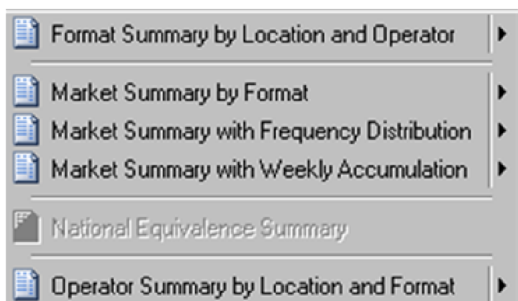 Format Summary by Location and Operator
Market Summary by Format
Market Summary with Frequency Distribution
Market Summary with Weekly Accumulation
National Equivalence Summary
Operator Summary by Location and Format